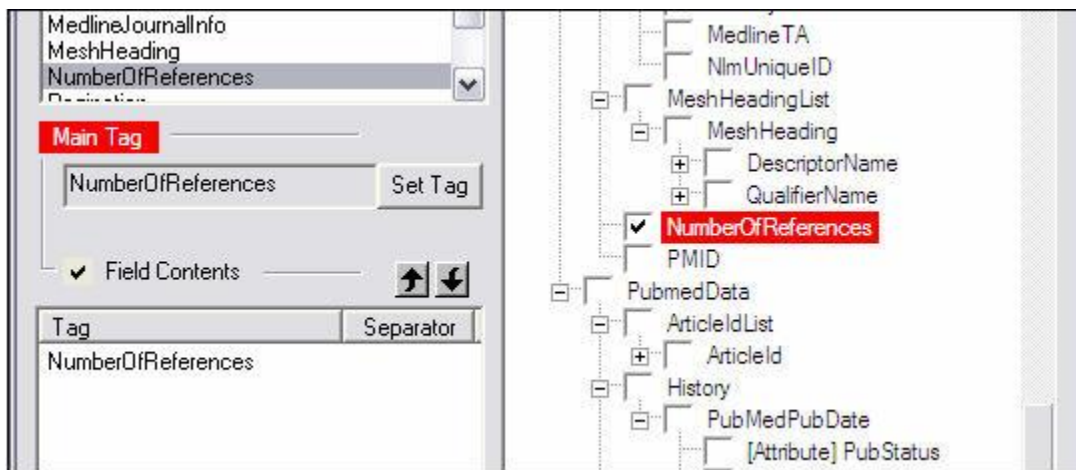 MedlineJournalInfo
MeshHeading
NumberOfReferences
Pagination
Main Tag
NumberOfReferences
Set Tag
Field Contents
Tag
Separator
NumberOfReferences
MedlineTA
NlmUniqueID
MeshHeadingList
MeshHeading
DescriptorName
QualifierName
NumberOfReferences
PMID
PubmedData
ArticleIdList
ArticleId
History
PubMedPubDate
[Attribute] PubStatus